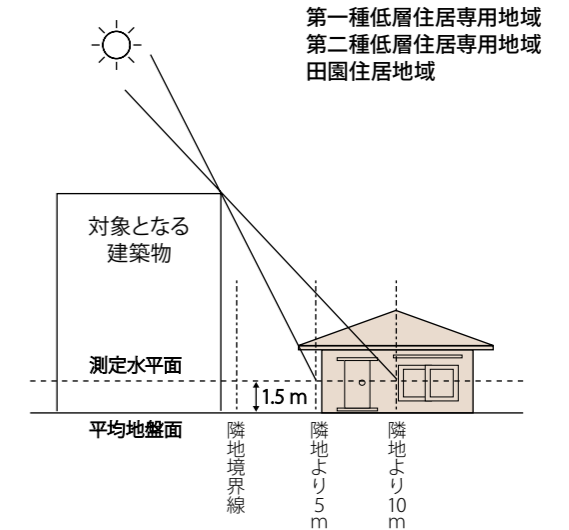 第一種低層住居専用地域
第二種低層住居専用地域
田園住居地域
対象となる
建築物
測定水平面
1.5 m
平均地盤面
隣地境界線
隣地より5m
隣地より10m